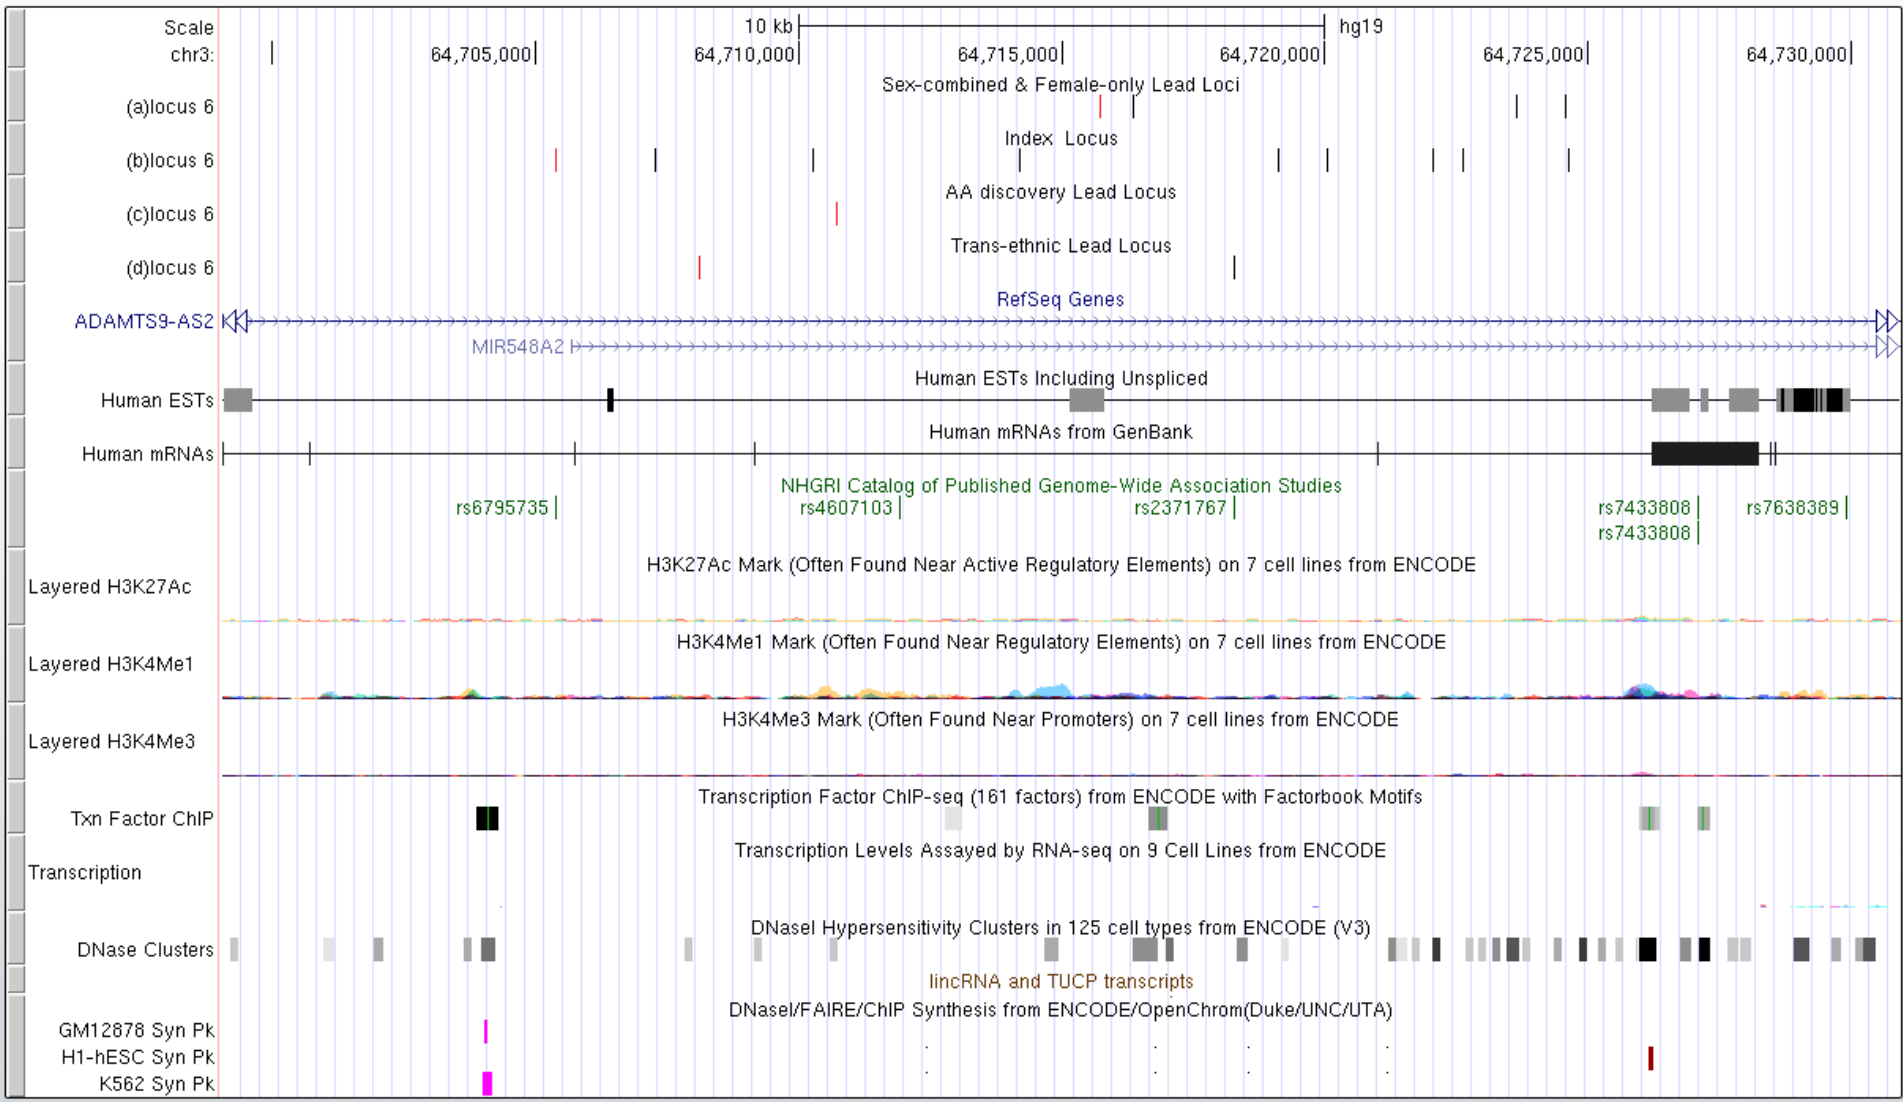 Scale 10 kb hg19
chr3: 64,705,000 64,710,000 64,715,000 64,720,000 64,725,000 64,730,000
Sex-combined & Female-only Lead Loci
(a)locus 6
Index Locus
(b)locus 6
AA discovery Lead Locus
(c)locus 6
Trans-ethnic Lead Locus
(d)locus 6
RefSeq Genes
ADAMTS9-AS2
MIR548A2
Human ESTs Including Unspliced
Human ESTs
Human mRNAs from GenBank
Human mRNAs
NHGRI Catalog of Published Genome-Wide Association Studies
rs6795735 rs4607103 rs2371767 rs7433808 rs7638389
rs7433808
H3K27Ac Mark (Often Found Near Active Regulatory Elements) on 7 cell lines from ENCODE
Layered H3K27Ac
H3K4Me1 Mark (Often Found Near Regulatory Elements) on 7 cell lines from ENCODE
Layered H3K4Me1
H3K4Me3 Mark (Often Found Near Promoters) on 7 cell lines from ENCODE
Layered H3K4Me3
Transcription Factor ChIP-seq (161 factors) from ENCODE with Factorbook Motifs
Txn Factor ChIP
Transcription Levels Assayed by RNA-seq on 9 Cell Lines from ENCODE
Transcription
DNaseI Hypersensitivity Clusters in 125 cell types from ENCODE (V3)
DNase Clusters
lincRNA and TUCP transcripts
DNaseI/FAIRE/ChIP Synthesis from ENCODE/OpenChrom(Duke/UNC/UTA)
GM12878 Syn Pk
H1-hESC Syn Pk
K562 Syn Pk